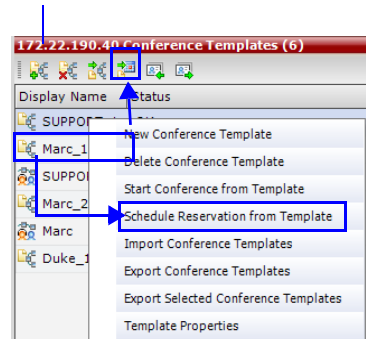 172.22.190.40 Conference Templates (6)
Display Name Status
SUPPO
New Conference Template
Marc_1
Delete Conference Template
SUPPO
Start Conference from Template
Marc_2
Schedule Reservation from Template
Marc
Import Conference Templates
Duke_1
Export Conference Templates
Export Selected Conference Templates
Template Properties